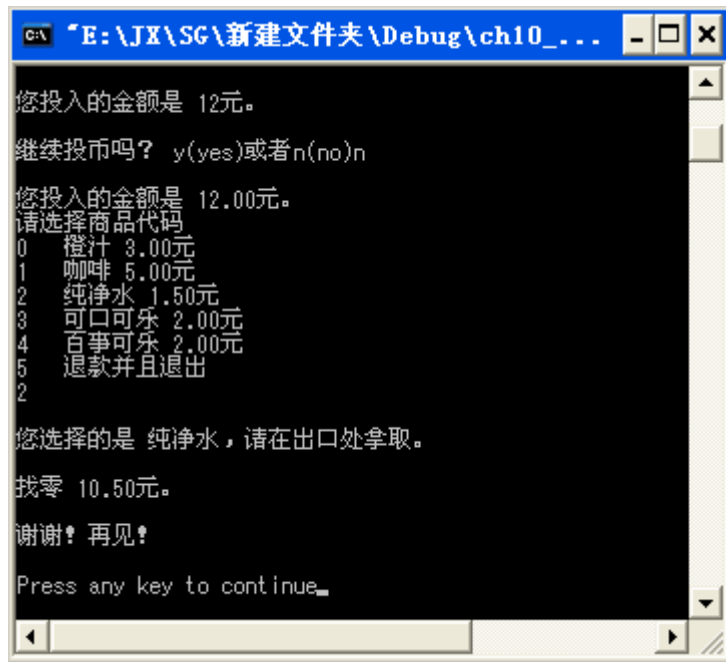 "E:\JX\SG\新建文件夹\Debug\ch10_...
您投入的金额是 12元。
继续投币吗? y(yes)或者n(no)n
您投入的金额是 12.00元。
请选择商品代码
0 橙汁 3.00元
1 咖啡 5.00元
2 纯净水 1.50元
3 可口可乐 2.00元
4 百事可乐 2.00元
5 退款并且退出
2
您选择的是 纯净水,请在出口处拿取。
找零 10.50元。
谢谢! 再见!
Press any key to continue